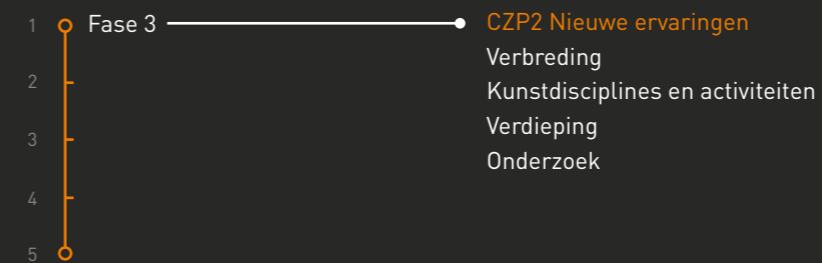 1 Fase 3 CZP2 Nieuwe ervaringen
Verbreding
2
Kunstdisciplines en activiteiten
3 Verdieping
Onderzoek
4
5